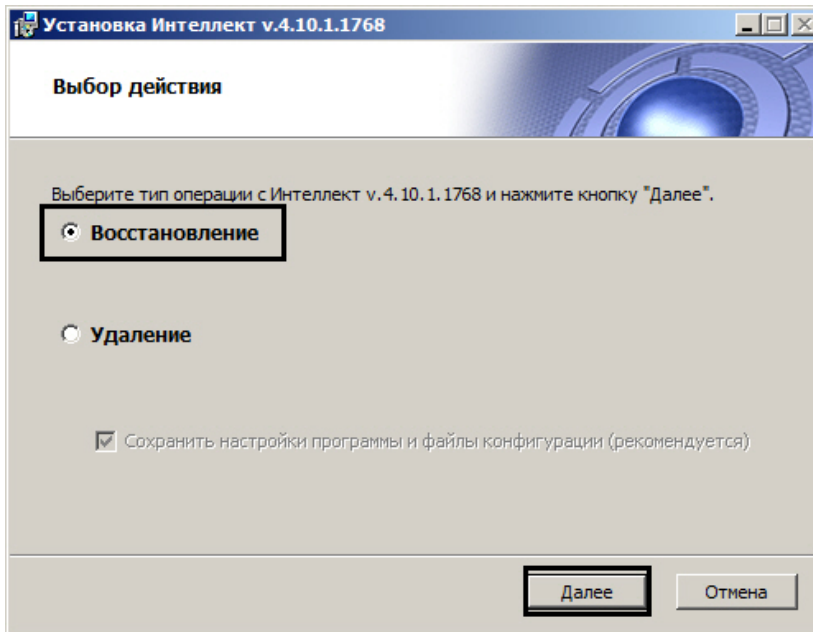 Установка Интеллект v.4.10.1.1768
Выбор действия
Выберите тип операции с Интеллект v.4.10.1.1768 и нажмите кнопку "Далее".
Восстановление
Удаление
Сохранить настройки программы и файлы конфигурации (рекомендуется)
Далее
Отмена